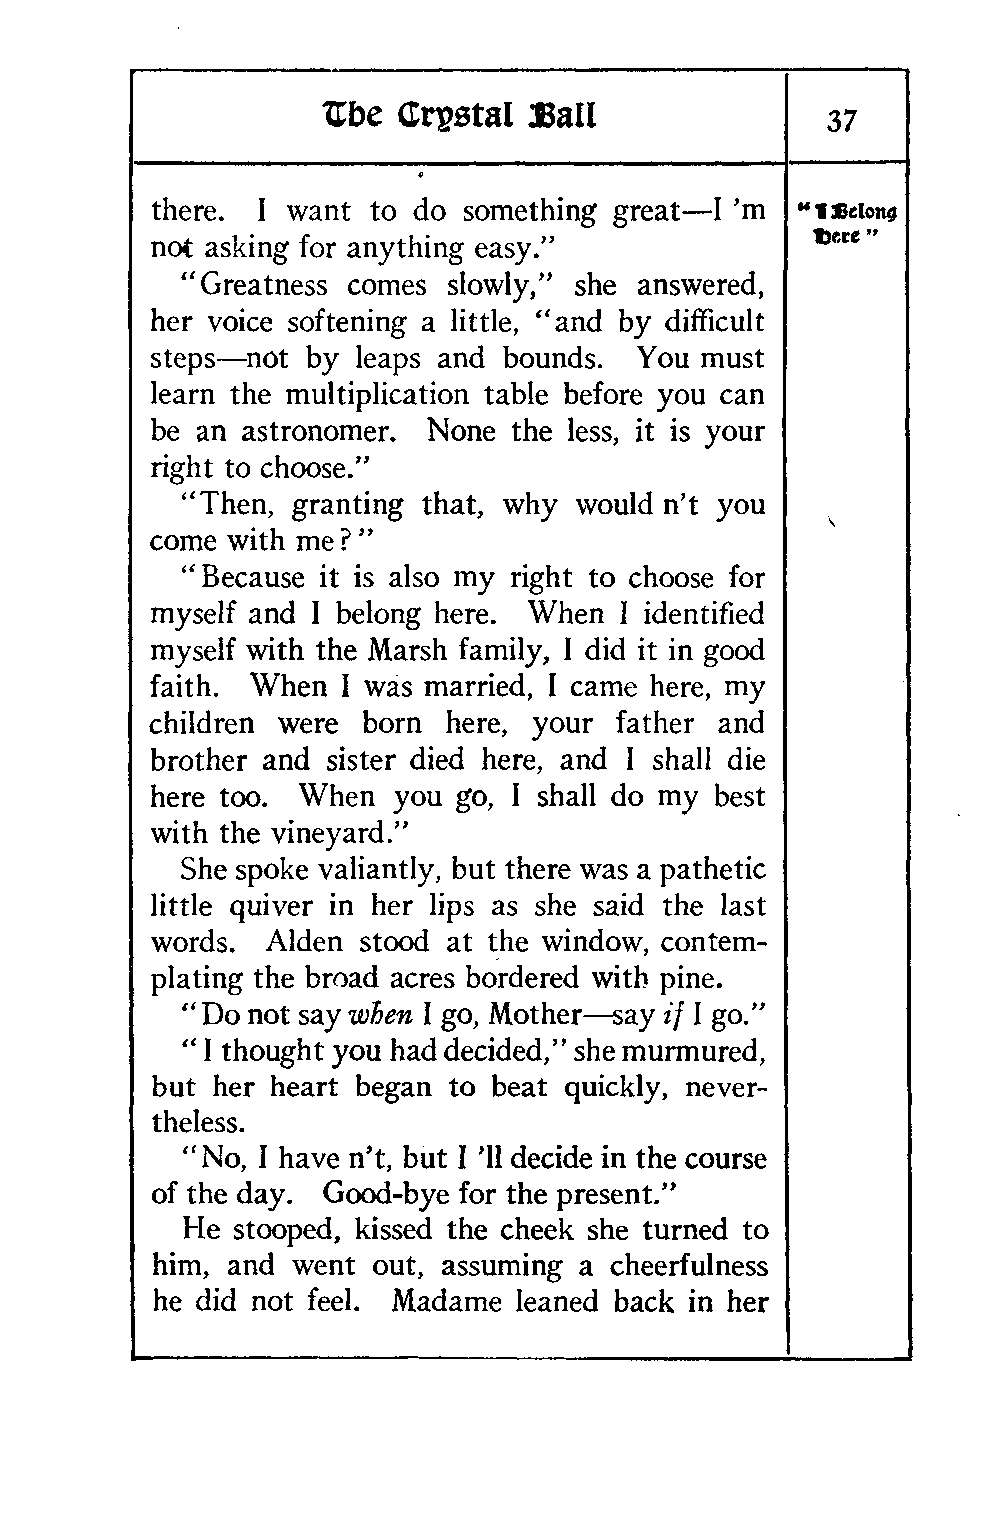 The Crystal Ball
37
there. I want to do something great—I 'm
not asking for anything easy."
"Greatness comes slowly," she answered,
her voice softening a little, "and by difficult
steps—not by leaps and bounds. You must
learn the multiplication table before you can
be an astronomer. None the less, it is your
right to choose."
"Then, granting that, why would n't you
come with me?"
"Because it is also my right to choose for
myself and I belong here. When I identified
myself with the Marsh family, I did it in good
faith. When I was married, I came here, my
children were born here, your father and
brother and sister died here, and I shall die
here too. When you go, I shall do my best
with the vineyard."
She spoke valiantly, but there was a pathetic
little quiver in her lips as she said the last
words. Alden stood at the window, contem-
plating the broad acres bordered with pine.
"Do not say when I go, Mother—say if I go."
"I thought you had decided," she murmured,
but her heart began to beat quickly, never-
theless.
"No, I have n't, but I 'll decide in the course
of the day. Good-bye for the present."
He stooped, kissed the cheek she turned to
him, and went out, assuming a cheerfulness
he did not feel. Madame leaned back in her
"I Belong
Here"